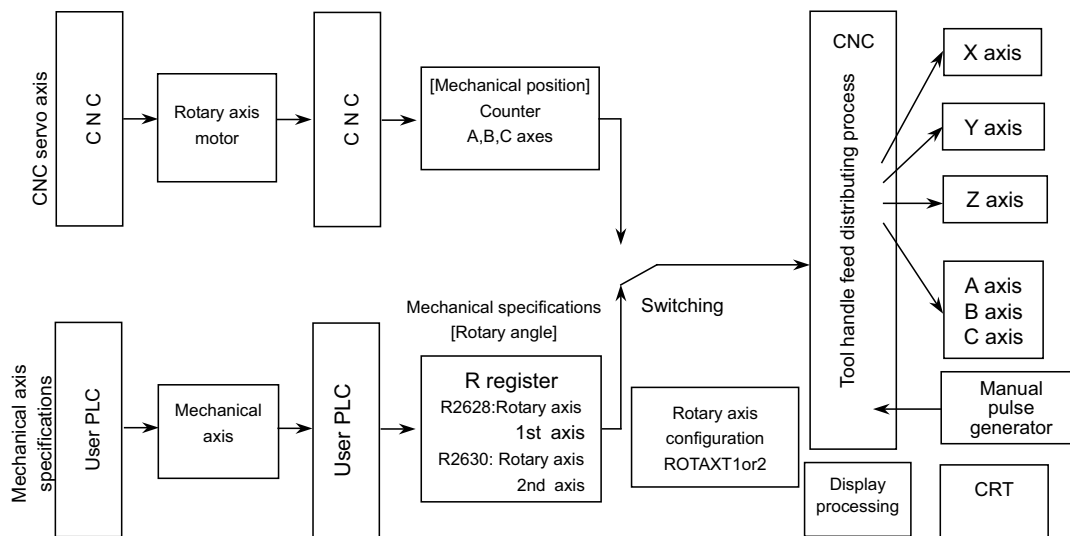 CNC servo axis
C N C
Rotary axis
motor
C N C
[Mechanical position]
Counter
A,B,C axes
CNC
Tool handle feed distributing process
X axis
Y axis
Z axis
A axis
B axis
C axis
Switching
Mechanical axis
specifications
User PLC
Mechanical
axis
User PLC
Mechanical specifications
[Rotary angle]
R register
R2628:Rotary axis
1st axis
R2630: Rotary axis
2nd axis
Rotary axis
configuration
ROTAXT1or2
Manual
pulse
generator
Display
processing
CRT